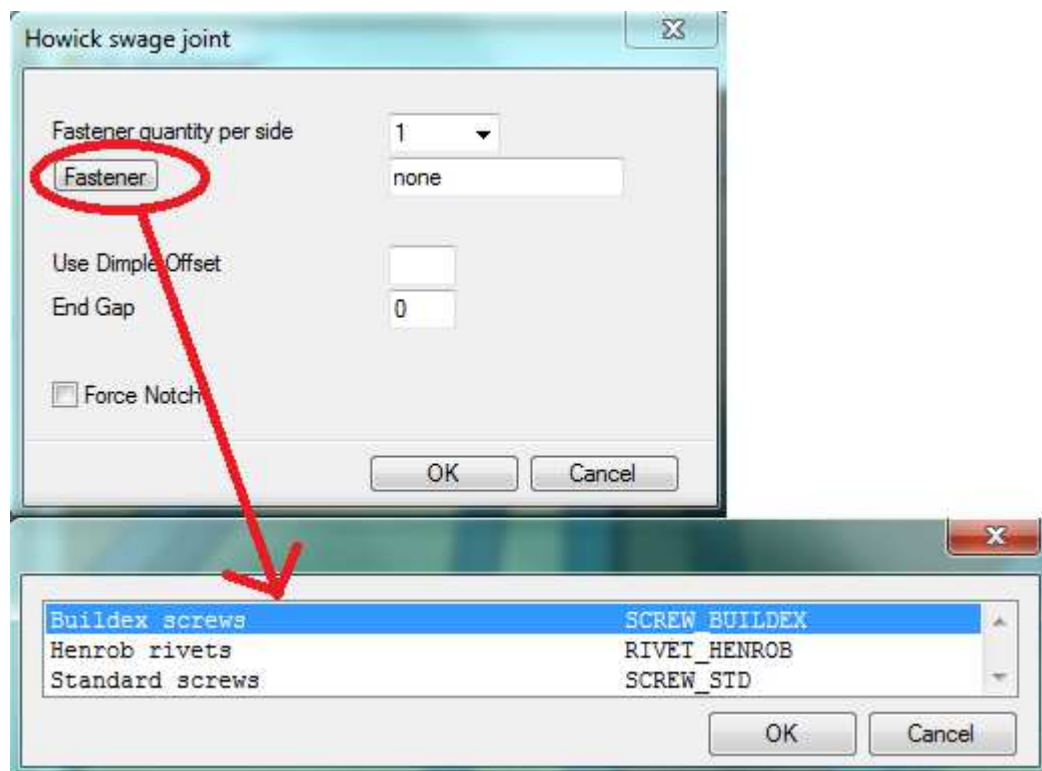 Howick swage joint
Fastener quantity per side 1
Fastener none
Use Dimple Offset
End Gap 0
Force Notch
OK Cancel
Buildex screws SCREW_BUILDEX
Henrob rivets RIVET_HENROB
Standard screws SCREW_STD
OK Cancel